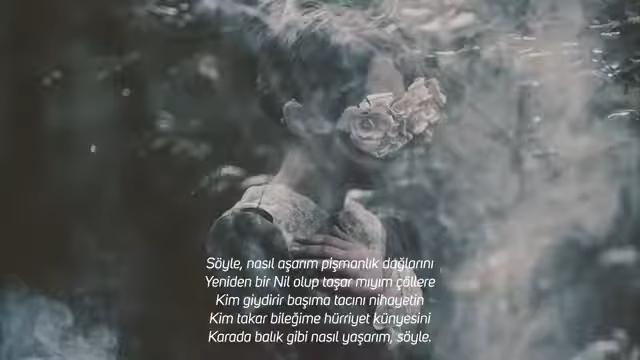 Söyle, nasıl aşarım pişmanlık dağlarını
Yeniden bir Nil olup taşar mıyım çöllere
Kim giydirir başıma tacını nihayetin
Kim takar bileğime hürriyet künyesini
Karada balık gibi nasıl yaşarım, söyle.